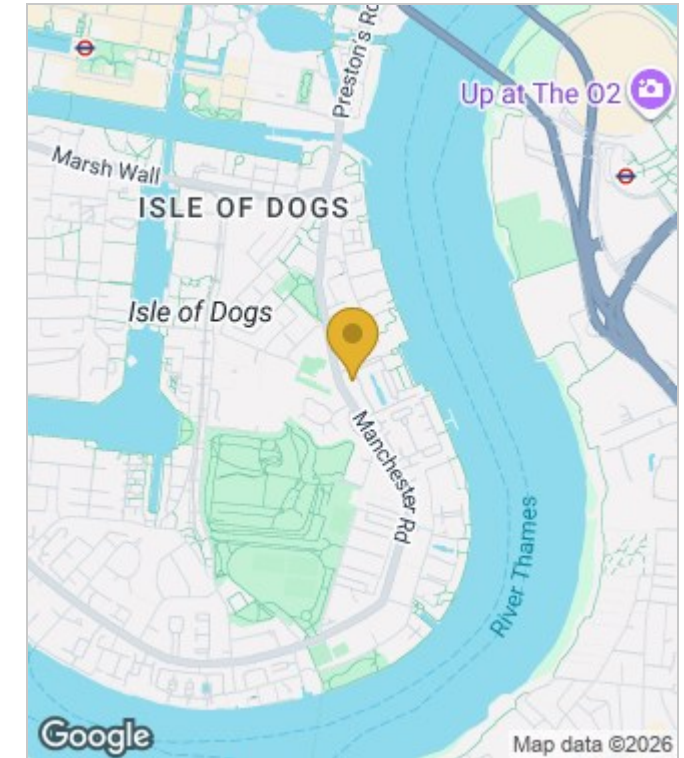 Preston's Ro
Up at The O2
Marsh Wall
ISLE OF DOGS
Isle of Dogs
Manchester Rd
River Thames
Google
Map data ©2026